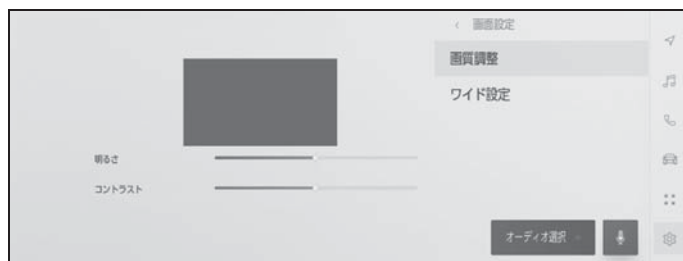 画面設定
画質調整
ワイド設定
明るさ
コントラスト
オーディオ選択